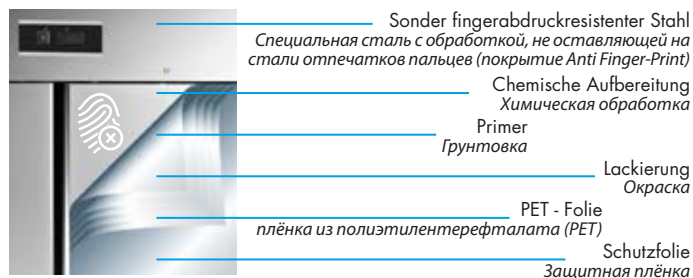 Sonder fingerabdruckresistenter Stahl
Специальная сталь с обработкой, не оставляющей на
стали отпечатков пальцев (покрытие Anti Finger-Print)
Chemische Aufbereitung
Химическая обработка
Primer
Грунтовка
Lackierung
Окраска
PET - Folie
плёнка из полиэтилентерефталата (PET)
Schutzfolie
Защитная плёнка